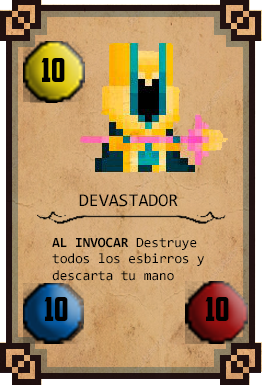 10
DEVASTADOR
AL INVOCAR Destruye
todos los esbirros y
descarta tu mano
10 10